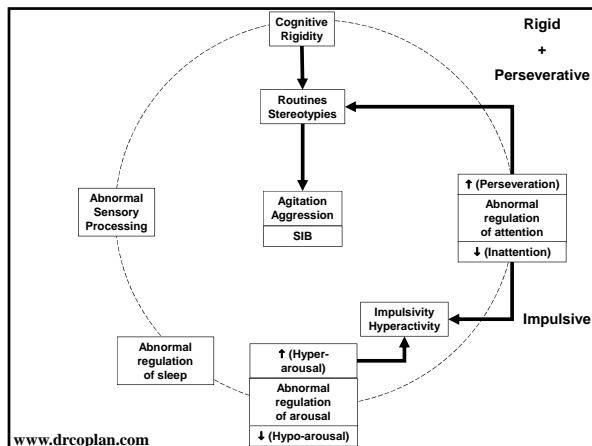 Cognitive
Rigidity
Rigid
+
Perseverative
Routines
Stereotypes
Abnormal
Sensory
Processing
Agitation
Aggression
SIB
↑ (Perseveration)
Abnormal
regulation
of attention
↓ (Inattention)
Impulsivity
Hyperactivity
Impulsive
Abnormal
regulation
of sleep
↑ (Hyper-
arousal)
Abnormal
regulation
of arousal
↓ (Hypo-arousal)
www.drcoplan.com